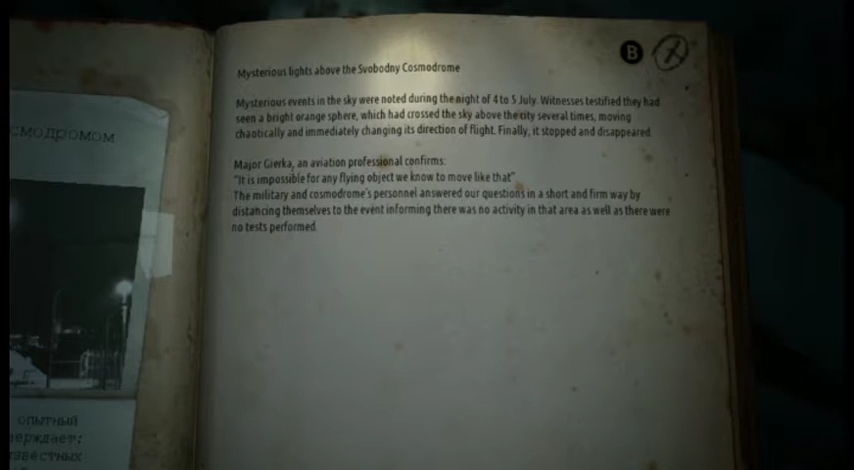 смодромом
опытный
верждает:
звестных
B
Mysterious lights above the Svobodny Cosmodrome
Mysterious events in the sky were noted during the night of 4 to 5 July. Witnesses testified they had
seen a bright orange sphere, which had crossed the sky above the city several times, moving
chaotically and immediately changing its direction of flight. Finally, it stopped and disappeared.
Major Gierka, an aviation professional confirms:
"It is impossible for any flying object we know to move like that"
The military and cosmodrome's personnel answered our questions in a short and firm way by
distancing themselves to the event informing there was no activity in that area as well as there were
no tests performed.